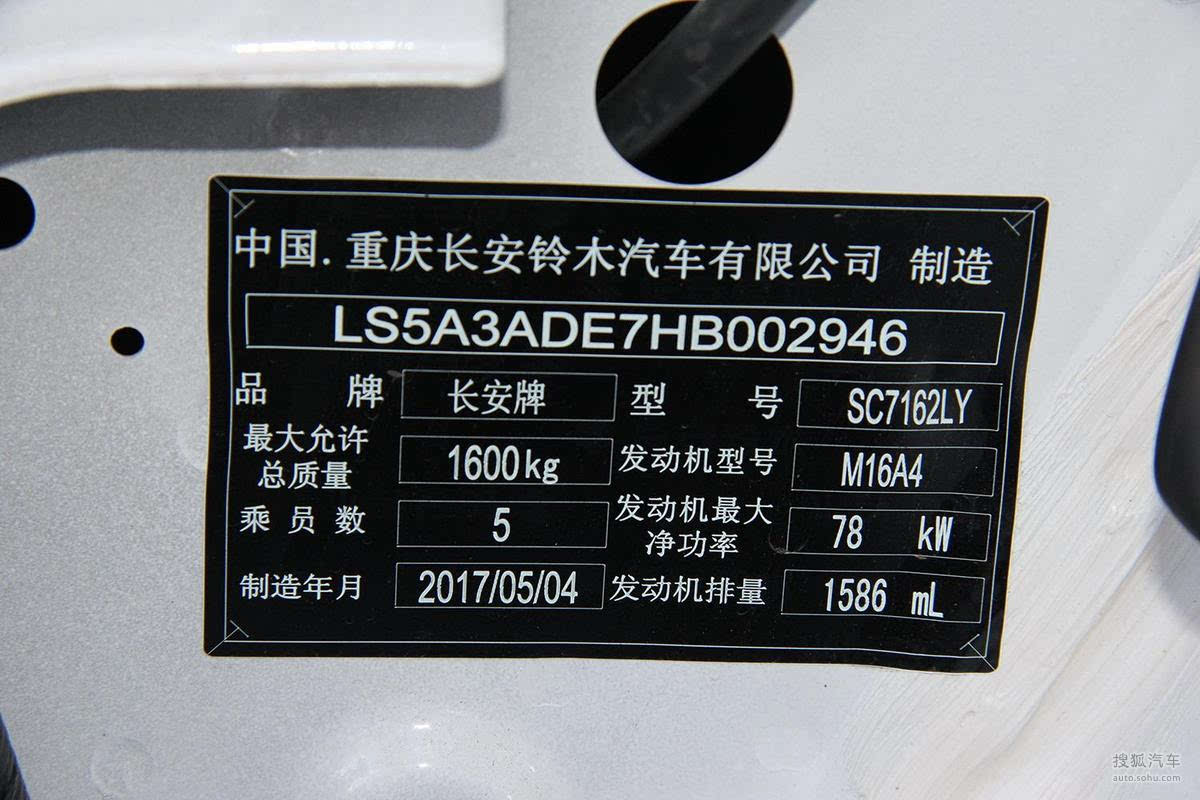 中国.重庆长安铃木汽车有限公司 制造
LS5A3ADE7HB002946
品 牌 长安牌 型 号 SC7162LY
最大允许总质量 1600kg 发动机型号 M16A4
乘员数 5 发动机最大净功率 78 kW
制造年月 2017/05/04 发动机排量 1586 mL
搜狐汽车
auto.sohu.com